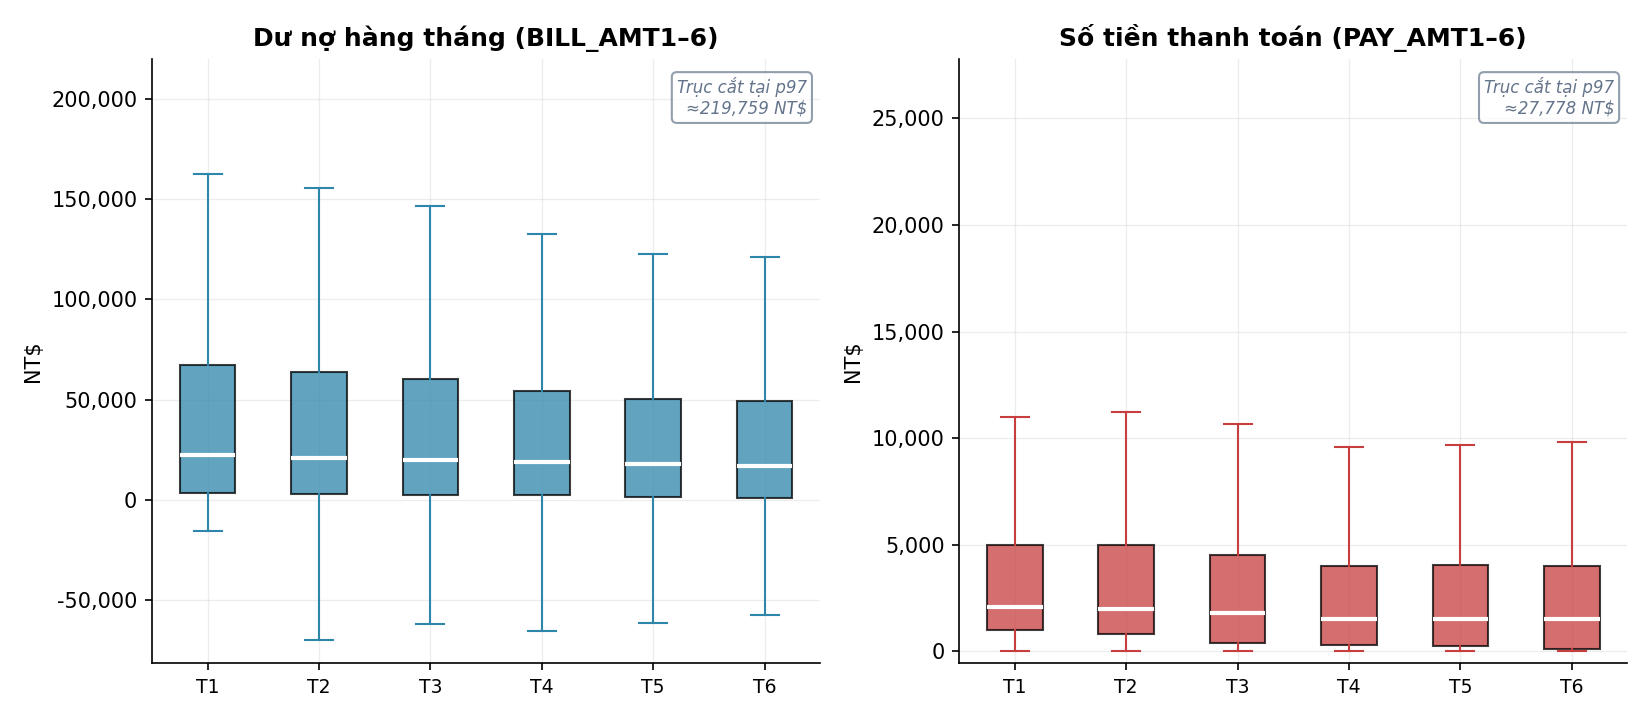 Dư nợ hàng tháng (BILL_AMT1–6)
Trục cắt tại p97
≈219,759 NT$
NT$
200,000
150,000
100,000
50,000
0
-50,000
T1
T2
T3
T4
T5
T6
Số tiền thanh toán (PAY_AMT1–6)
Trục cắt tại p97
≈27,778 NT$
NT$
25,000
20,000
15,000
10,000
5,000
0
T1
T2
T3
T4
T5
T6